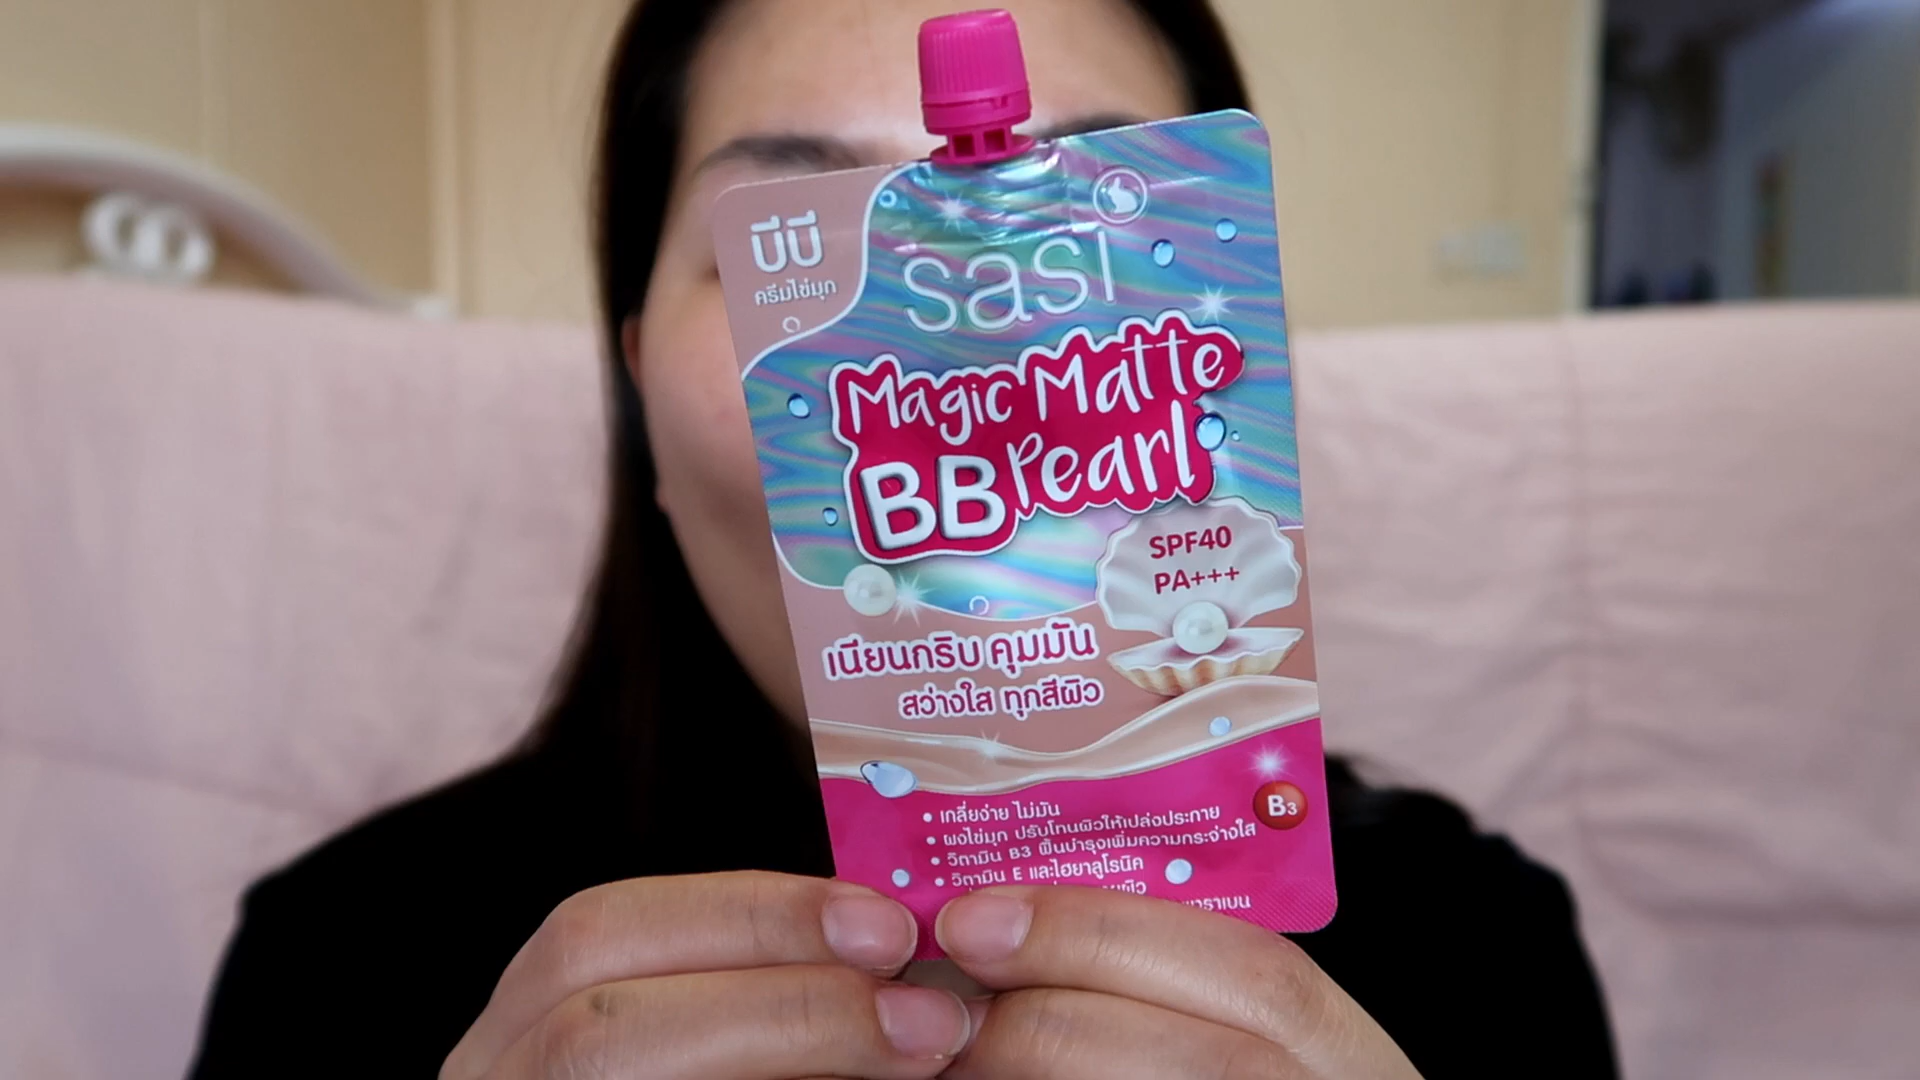 บีบี
ครีมไข่มุก
sasi
Magic Matte
BB Pearl
SPF40
PA+++
เนียนกริบ คุมมัน
สว่างใส ทุกสีผิว
B3
• เกลี่ยง่าย ไม่มัน
• ผงไข่มุก ปรับโทนผิวให้เปล่งประกาย
• วิตามิน B3 ฟื้นบำรุงเพิ่มความกระจ่างใส
• วิตามิน E และไฮยาลูโรนิค